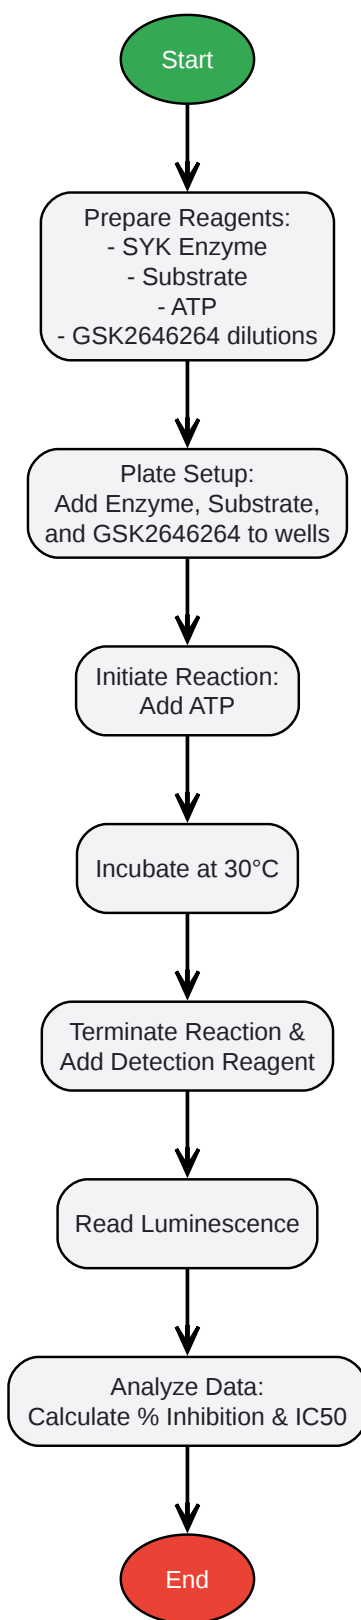 Start
Prepare Reagents:
- SYK Enzyme
- Substrate
- ATP
- GSK2646264 dilutions
Plate Setup:
Add Enzyme, Substrate,
and GSK2646264 to wells
Initiate Reaction:
Add ATP
Incubate at 30°C
Terminate Reaction &
Add Detection Reagent
Read Luminescence
Analyze Data:
Calculate % Inhibition & IC50
End